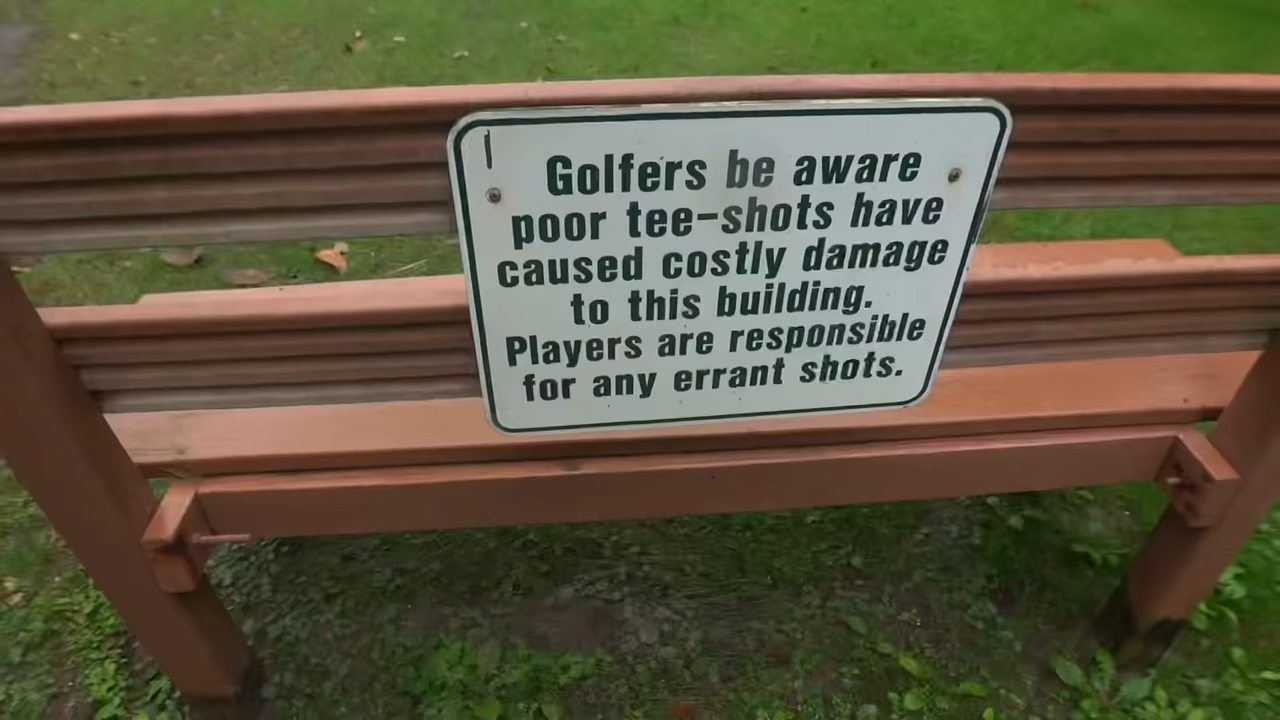 Golfers be aware
poor tee-shots have
caused costly damage
to this building.
Players are responsible
for any errant shots.